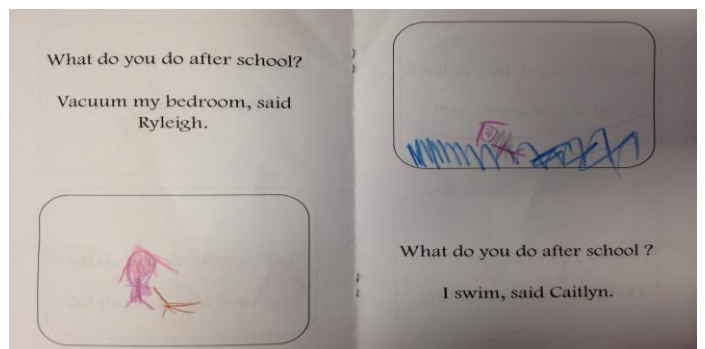 What do you do after school?
Vacuum my bedroom, said
Ryleigh.
What do you do after school ?
I swim, said Caitlyn.